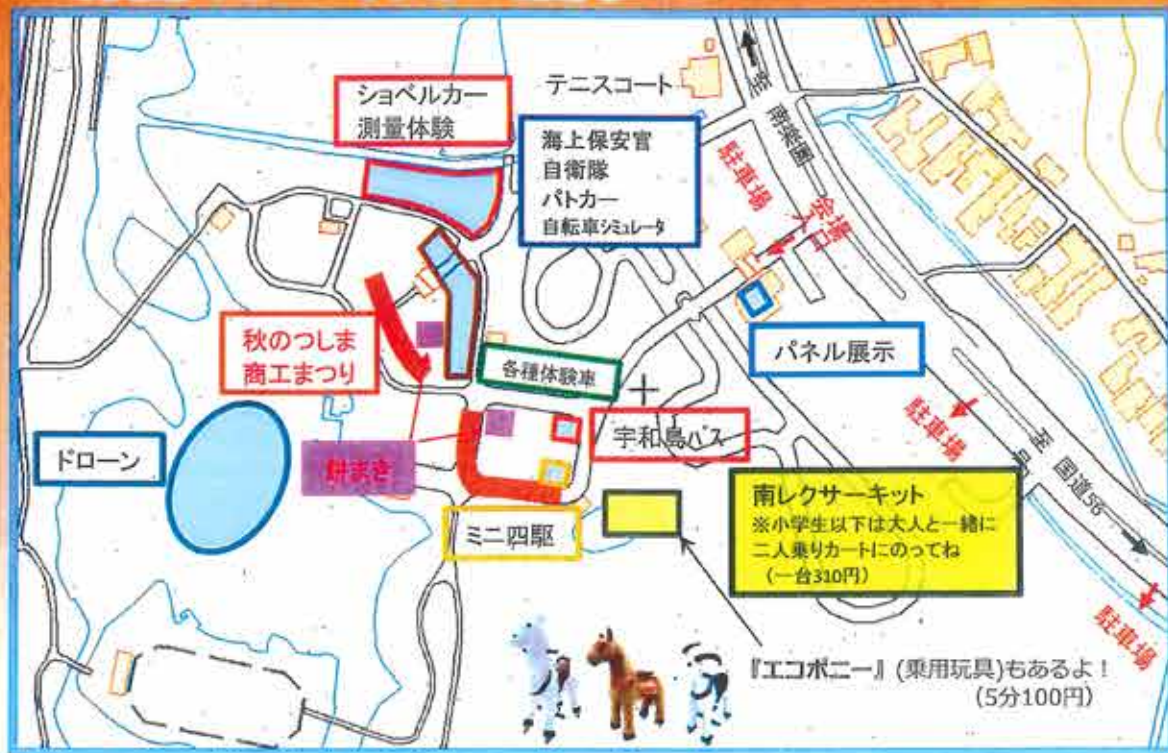 ショベルカー
測量体験
テニスコート
海上保安官
自衛隊
パトカー
自転車シミュレータ
至 南楽園
駐車場
会場
入口
秋のつしま
商工まつり
各種体験車
パネル展示
ドローン
餅まき
宇和島バス
駐車場
至 国道56
号
ミニ四駆
南レクサーキット
※小学生以下は大人と一緒に
二人乗りカートにのってね
(一台310円)
駐車場
『エコポニー』(乗用玩具)もあるよ!
(5分100円)